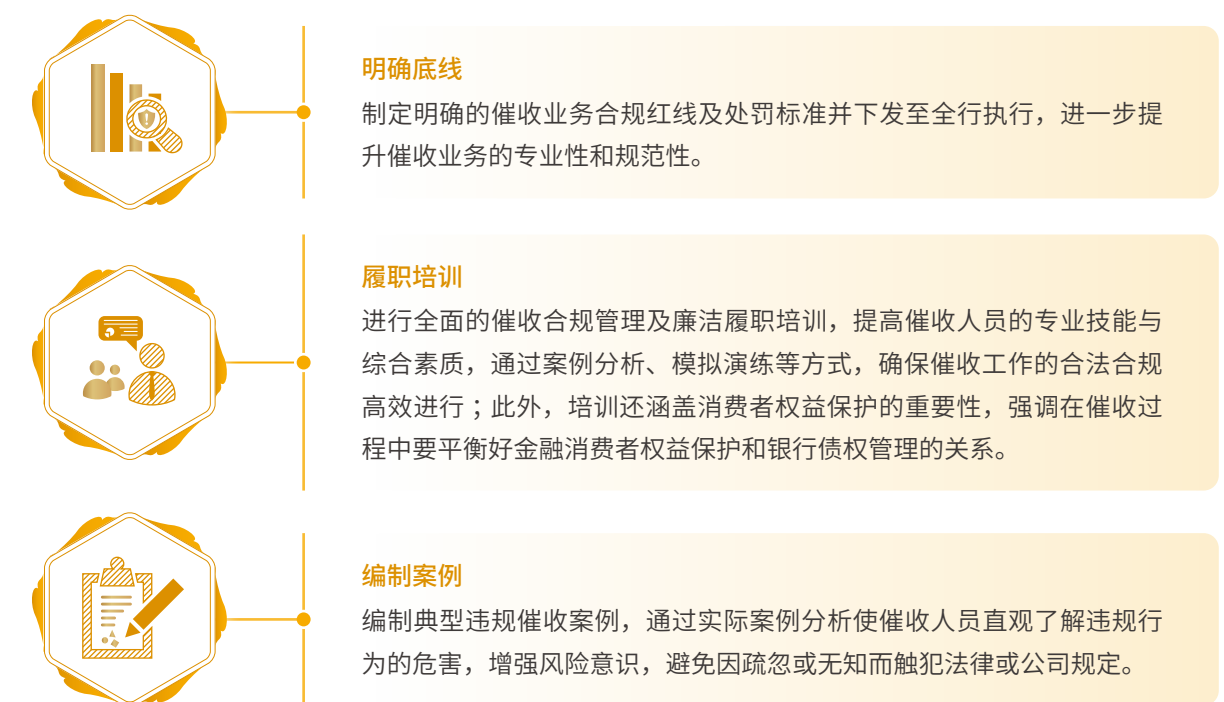 明确底线
制定明确的催收业务合规红线及处罚标准并下发至全行执行，进一步提
升催收业务的专业性和规范性。
履职培训
进行全面的催收合规管理及廉洁履职培训，提高催收人员的专业技能与
综合素质，通过案例分析、模拟演练等方式，确保催收工作的合法合规
高效进行；此外，培训还涵盖消费者权益保护的重要性，强调在催收过
程中要平衡好金融消费者权益保护和银行债权管理的关系。
编制案例
编制典型违规催收案例，通过实际案例分析使催收人员直观了解违规行
为的危害，增强风险意识，避免因疏忽或无知而触犯法律或公司规定。